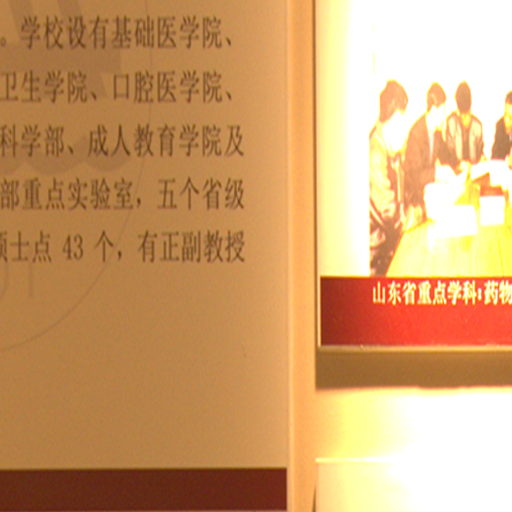 。学校设有基础医学院、
卫生学院、口腔医学院、
科学部、成人教育学院及
部重点实验室，五个省级
硕士点 43 个，有正副教授
山东省重点学科：药物